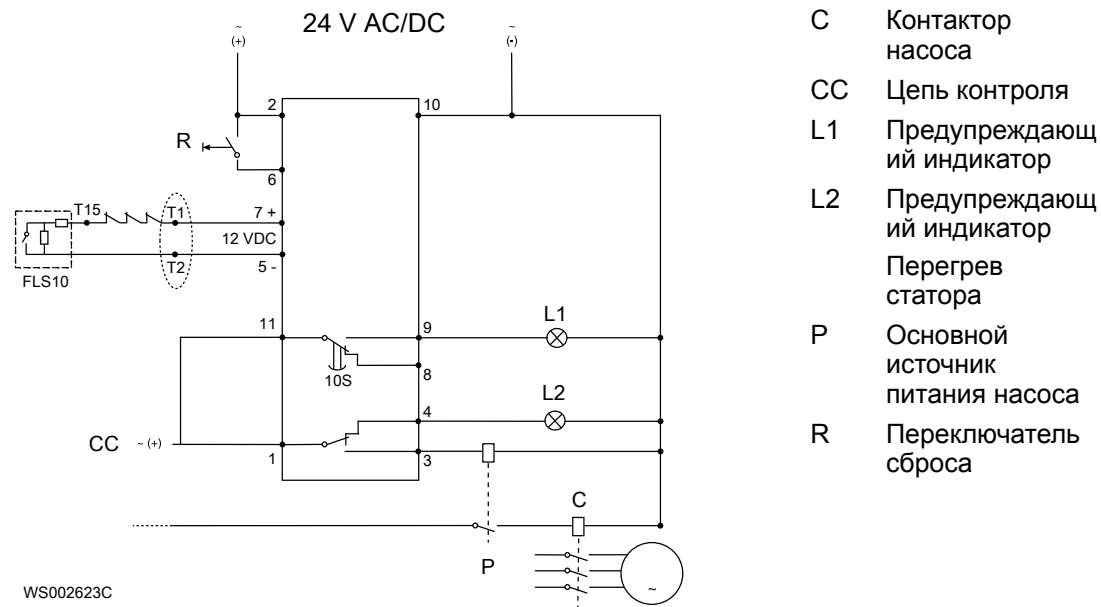 24 V AC/DC
~
(+)
~
(-)
2
10
R
6
T15
T1
7 +
12 VDC
T2
5 -
FLS10
11
9
L1
10S
8
4
L2
CC ~ (+)
1
3
C
P
~
WS002623C
C Контактор
насоса
CC Цепь контроля
L1 Предупреждающ
ий индикатор
L2 Предупреждающ
ий индикатор
Перегрев
статора
P Основной
источник
питания насоса
R Переключатель
сброса